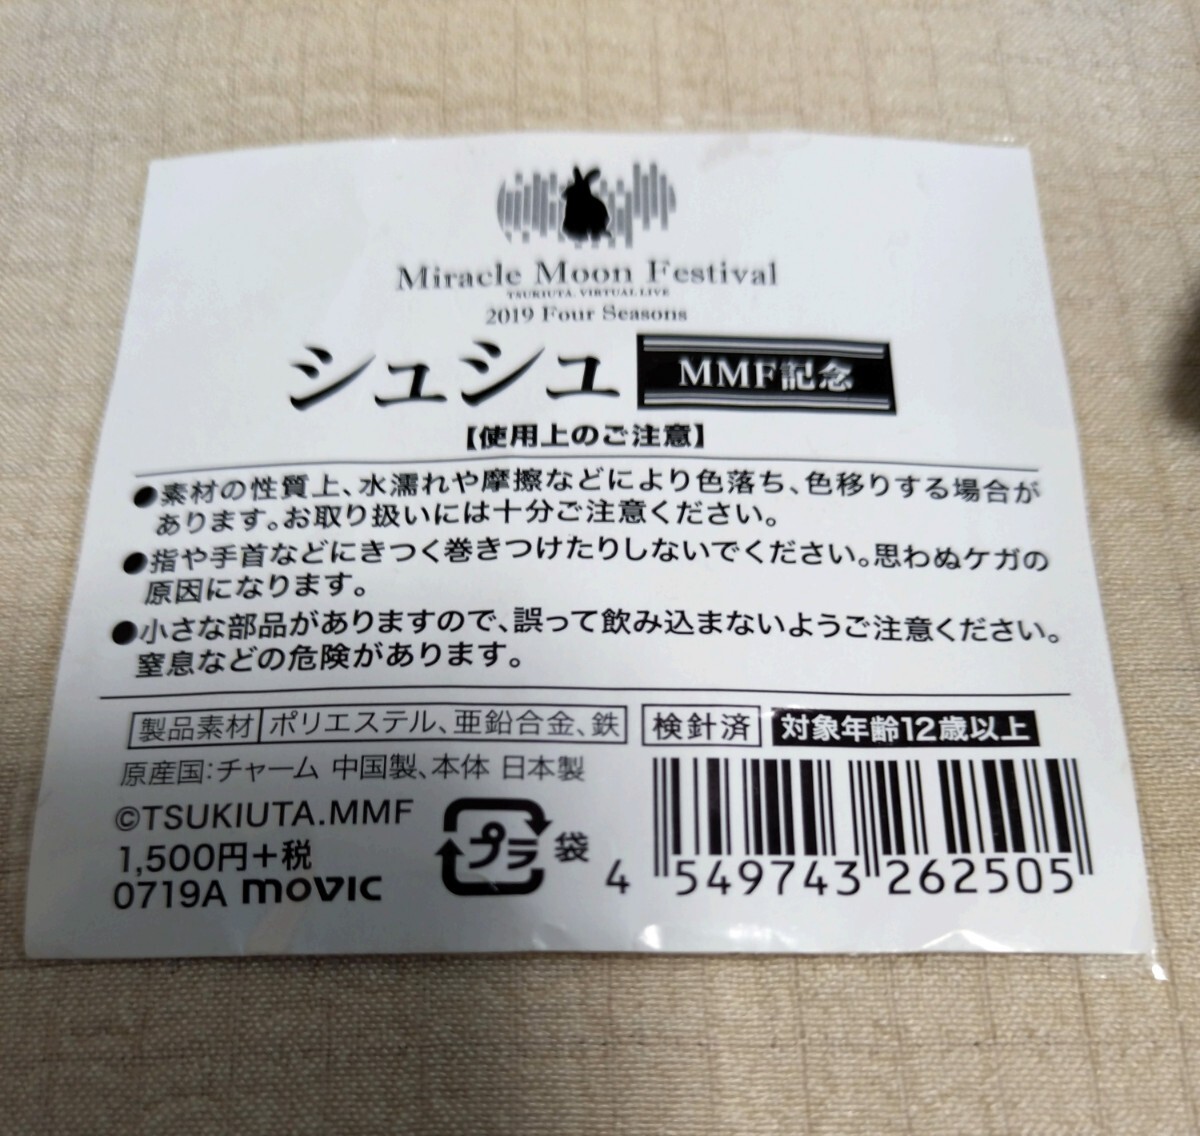 Miracle Moon Festival
TSUKIUTA. VIRTUAL LIVE
2019 Four Seasons
シュシュ MMF記念
【使用上のご注意】
●素材の性質上、水濡れや摩擦などにより色落ち、色移りする場合が
あります。お取り扱いには十分ご注意ください。
●指や手首などにきつく巻きつけたりしないでください。思わぬケガの
原因になります。
●小さな部品がありますので、誤って飲み込まないようご注意ください。
窒息などの危険があります。
製品素材 ポリエステル、亜鉛合金、鉄 検針済 対象年齢12歳以上
原産国：チャーム 中国製、本体 日本製
©TSUKIUTA.MMF
1,500円+税
0719A movic
プラ 袋
4 549743 262505